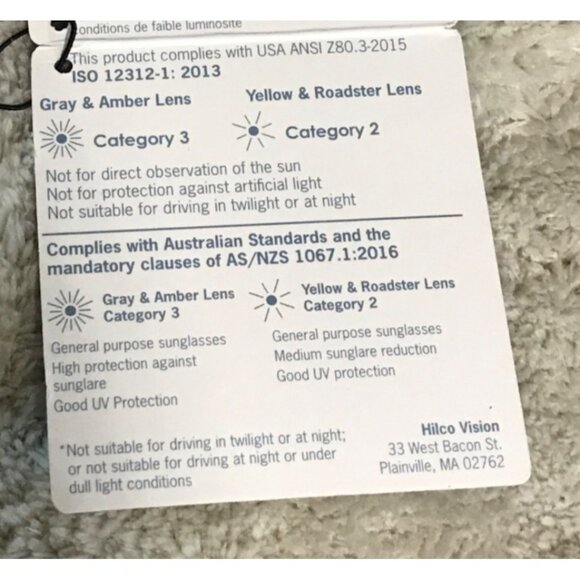 conditions de faible luminosité
This product complies with USA ANSI Z80.3-2015
ISO 12312-1: 2013
Gray & Amber Lens
Yellow & Roadster Lens
Category 3
Category 2
Not for direct observation of the sun
Not for protection against artificial light
Not suitable for driving in twilight or at night
Complies with Australian Standards and the
mandatory clauses of AS/NZS 1067.1:2016
Gray & Amber Lens
Category 3
Yellow & Roadster Lens
Category 2
General purpose sunglasses
High protection against
sunglare
Good UV Protection
General purpose sunglasses
Medium sunglare reduction
Good UV protection
*Not suitable for driving in twilight or at night;
or not suitable for driving at night or under
dull light conditions
Hilco Vision
33 West Bacon St.
Plainville, MA 02762